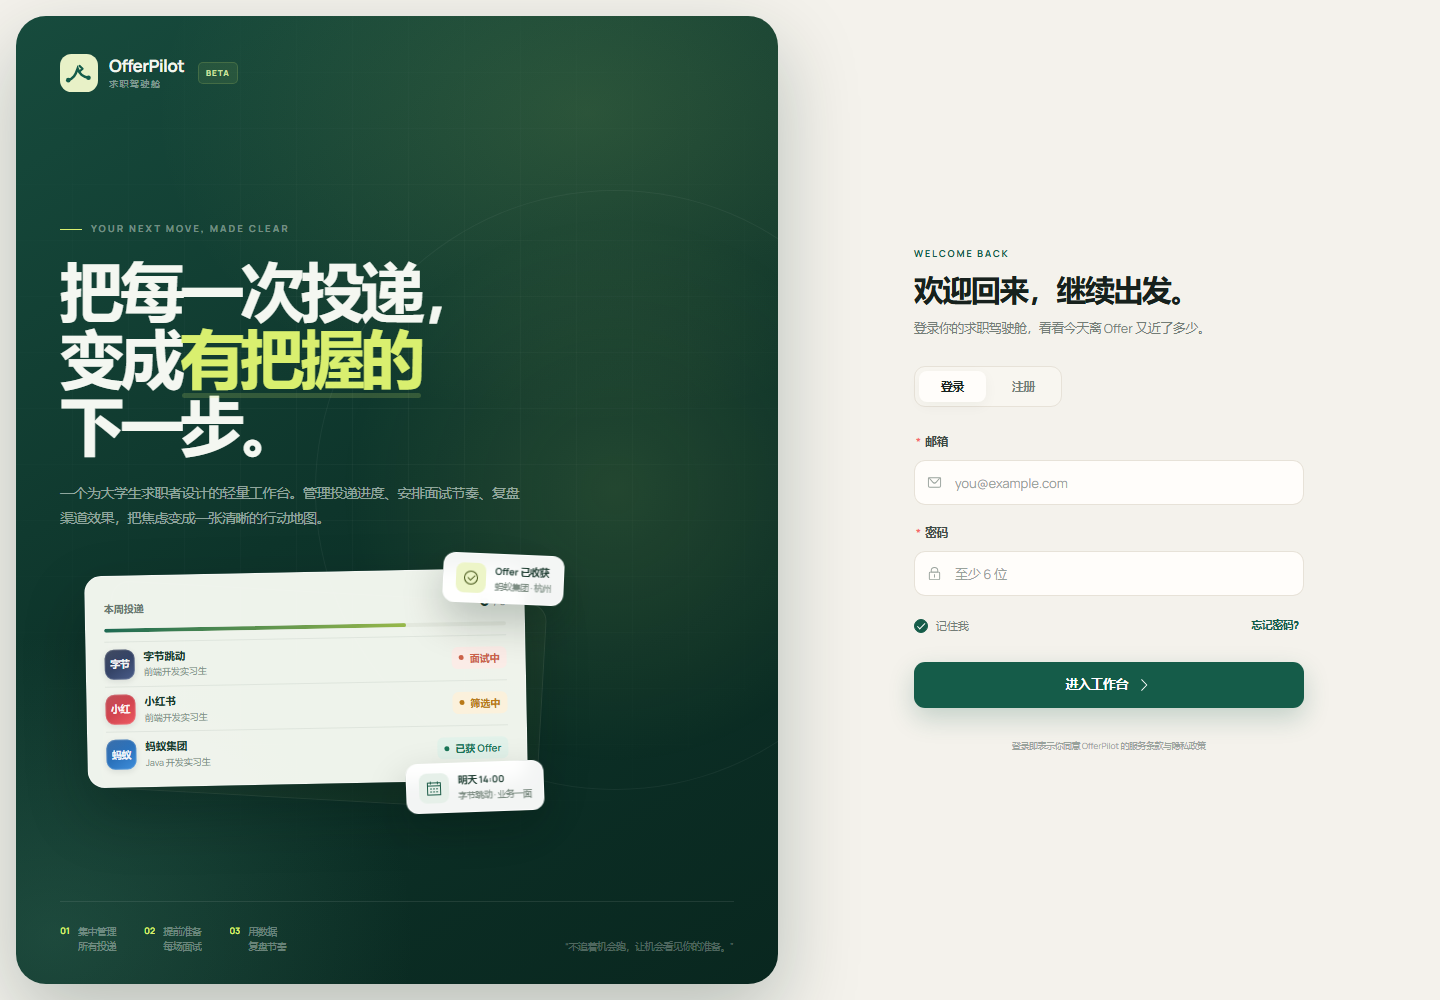 OfferPilot
求职驾驶舱
BETA
YOUR NEXT MOVE, MADE CLEAR
把每一次投递，
变成有把握的
下一步。
一个为大学生求职者设计的轻量工作台。管理投递进度、安排面试节奏、复盘
渠道效果，把焦虑变成一张清晰的行动地图。
Offer 已收获
蚂蚁集团 · 杭州
本周投递
字节
字节跳动
前端开发实习生
面试中
小红
小红书
前端开发实习生
筛选中
蚂蚁
蚂蚁集团
Java 开发实习生
已获 Offer
明天 14:00
字节跳动 · 业务一面
01 集中管理
所有投递
02 提前准备
每场面试
03 用数据
复盘节奏
“不追着机会跑，让机会看见你的准备。”
WELCOME BACK
欢迎回来，继续出发。
登录你的求职驾驶舱，看看今天离 Offer 又近了多少。
登录
注册
* 邮箱
you@example.com
* 密码
至少 6 位
记住我
忘记密码?
进入工作台
登录即表示你同意 OfferPilot 的服务条款与隐私政策